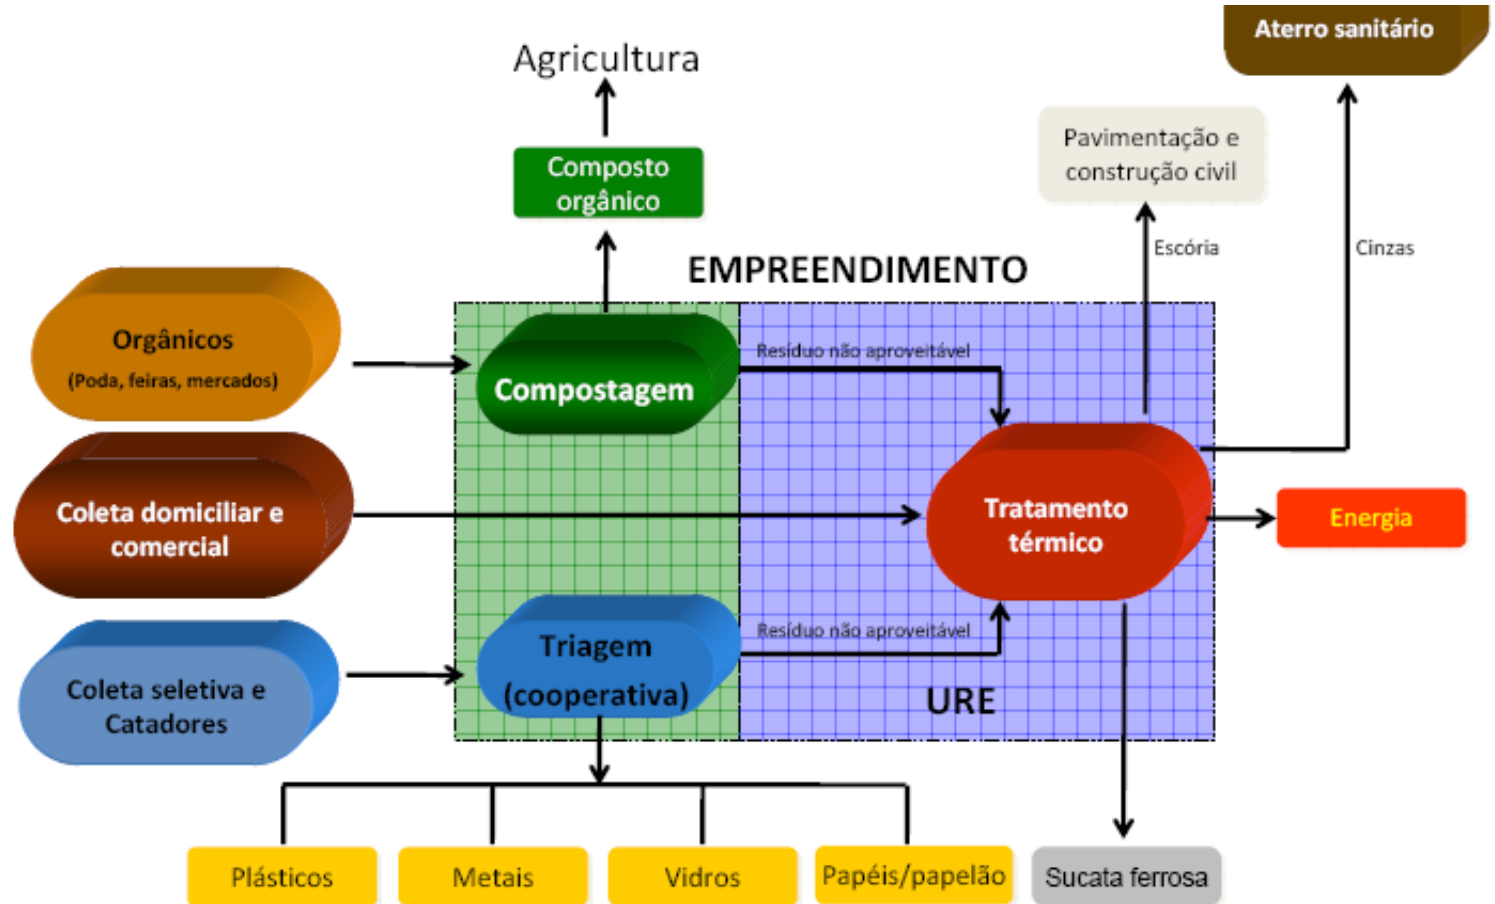 Aterro sanitário
Agricultura
Pavimentação e
construção civil
Composto
orgânico
Escória
Cinzas
EMPREENDIMENTO
Orgânicos
(Poda, feiras, mercados)
Compostagem
Resíduo não aproveitável
Coleta domiciliar e
comercial
Tratamento
térmico
Energia
Coleta seletiva e
Catadores
Triagem
(cooperativa)
Resíduo não aproveitável
URE
Plásticos
Metais
Vidros
Papéis/papelão
Sucata ferrosa